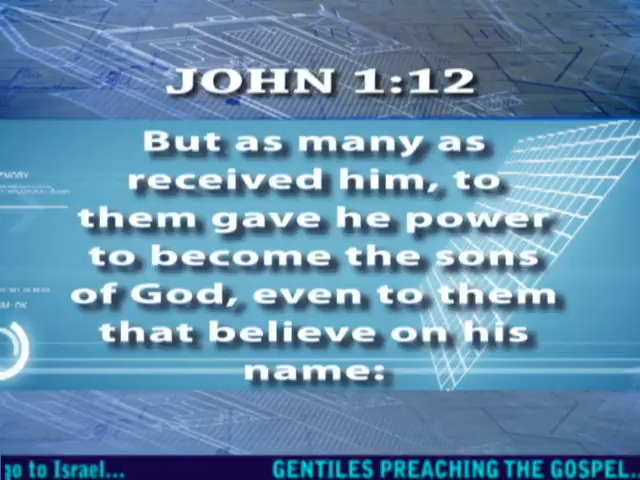 JOHN 1:12
But as many as
received him, to
them gave he power
to become the sons
of God, even to them
that believe on his
name:
go to Israel... GENTILES PREACHING THE GOSPEL..